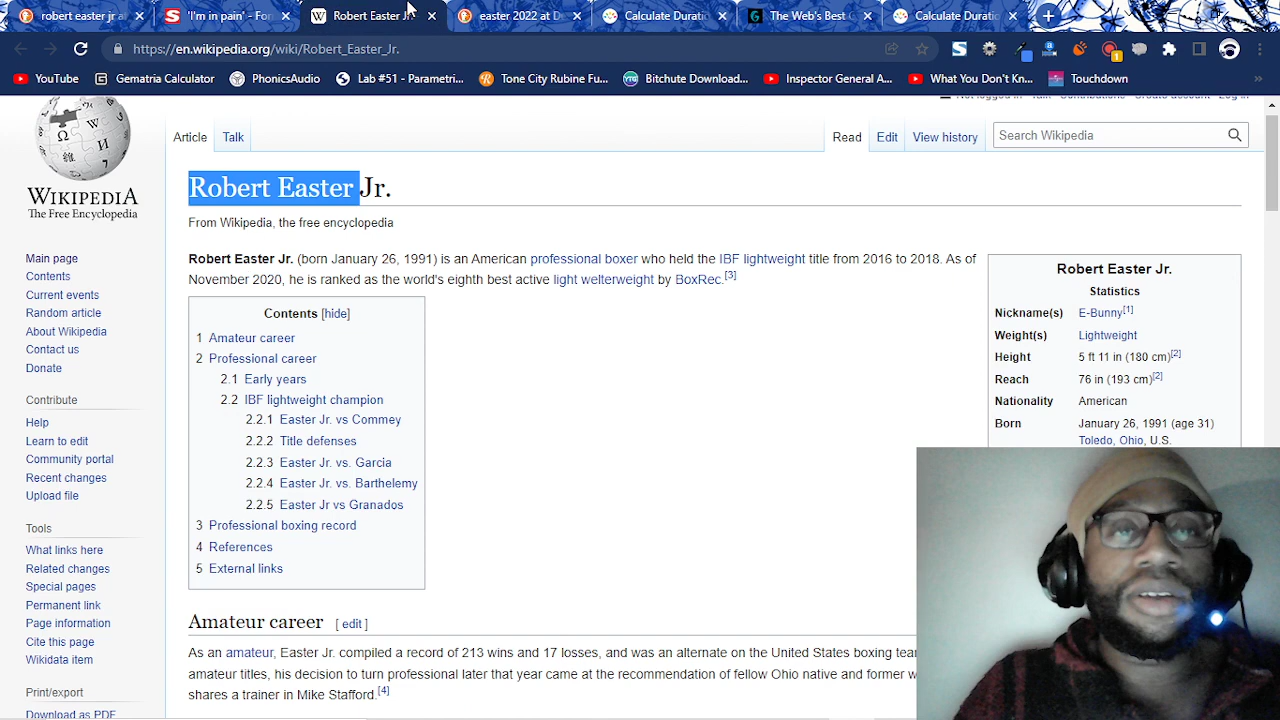 robert easter jr a
'I'm in pain' - For
Robert Easter Jr
easter 2022 at D
Calculate Duratio
The Web's Best G
Calculate Duratio
https://en.wikipedia.org/wiki/Robert_Easter_Jr.
YouTube
Gematria Calculator
PhonicsAudio
Lab #51 - Parametri...
Tone City Rubine Fu...
Bitchute Download...
Inspector General A...
What You Don't Kn...
Touchdown
Not logged in Talk Contributions Create account Log in
Article Talk
Read Edit View history Search Wikipedia
WIKIPEDIA
The Free Encyclopedia
Main page
Contents
Current events
Random article
About Wikipedia
Contact us
Donate
Contribute
Help
Learn to edit
Community portal
Recent changes
Upload file
Tools
What links here
Related changes
Special pages
Permanent link
Page information
Cite this page
Wikidata item
Print/export
Download as PDF
Robert Easter Jr.
From Wikipedia, the free encyclopedia
Robert Easter Jr. (born January 26, 1991) is an American professional boxer who held the IBF lightweight title from 2016 to 2018. As of
November 2020, he is ranked as the world's eighth best active light welterweight by BoxRec.[3]
Contents [hide]
1 Amateur career
2 Professional career
2.1 Early years
2.2 IBF lightweight champion
2.2.1 Easter Jr. vs Commey
2.2.2 Title defenses
2.2.3 Easter Jr. vs. Garcia
2.2.4 Easter Jr. vs. Barthelemy
2.2.5 Easter Jr vs Granados
3 Professional boxing record
4 References
5 External links
Robert Easter Jr.
Statistics
Nickname(s) E-Bunny[1]
Weight(s) Lightweight
Height 5 ft 11 in (180 cm)[2]
Reach 76 in (193 cm)[2]
Nationality American
Born January 26, 1991 (age 31)
Toledo, Ohio, U.S.
Amateur career [ edit ]
As an amateur, Easter Jr. compiled a record of 213 wins and 17 losses, and was an alternate on the United States boxing tea
amateur titles, his decision to turn professional later that year came at the recommendation of fellow Ohio native and former w
shares a trainer in Mike Stafford.[4]